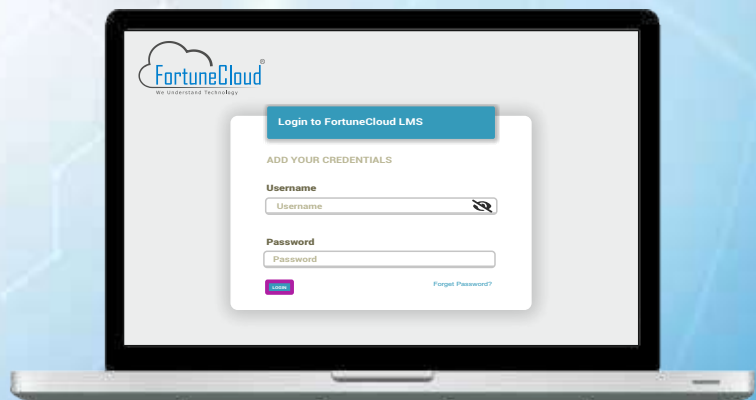 FortuneCloud®
We Understand Technology
Login to FortuneCloud LMS
ADD YOUR CREDENTIALS
Username
Username
Password
Password
LOGIN
Forget Password?